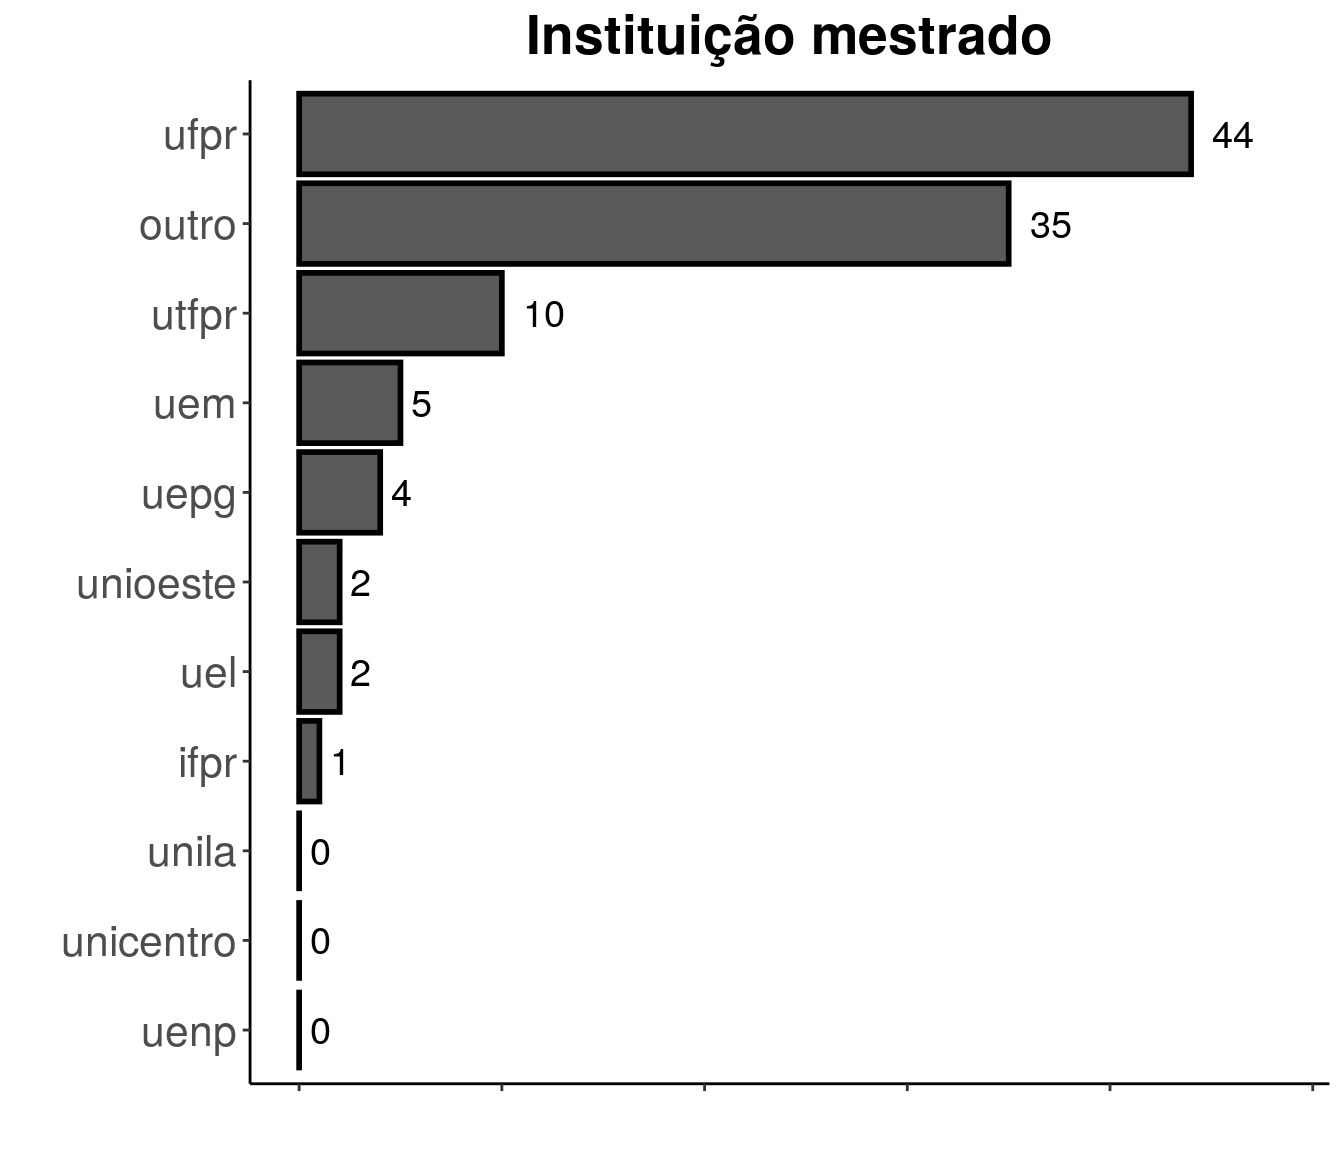 Instituição mestrado
ufpr 44
outro 35
utfpr 10
uem 5
uepg 4
unioeste 2
uel 2
ifpr 1
unila 0
unicentro 0
uenp 0